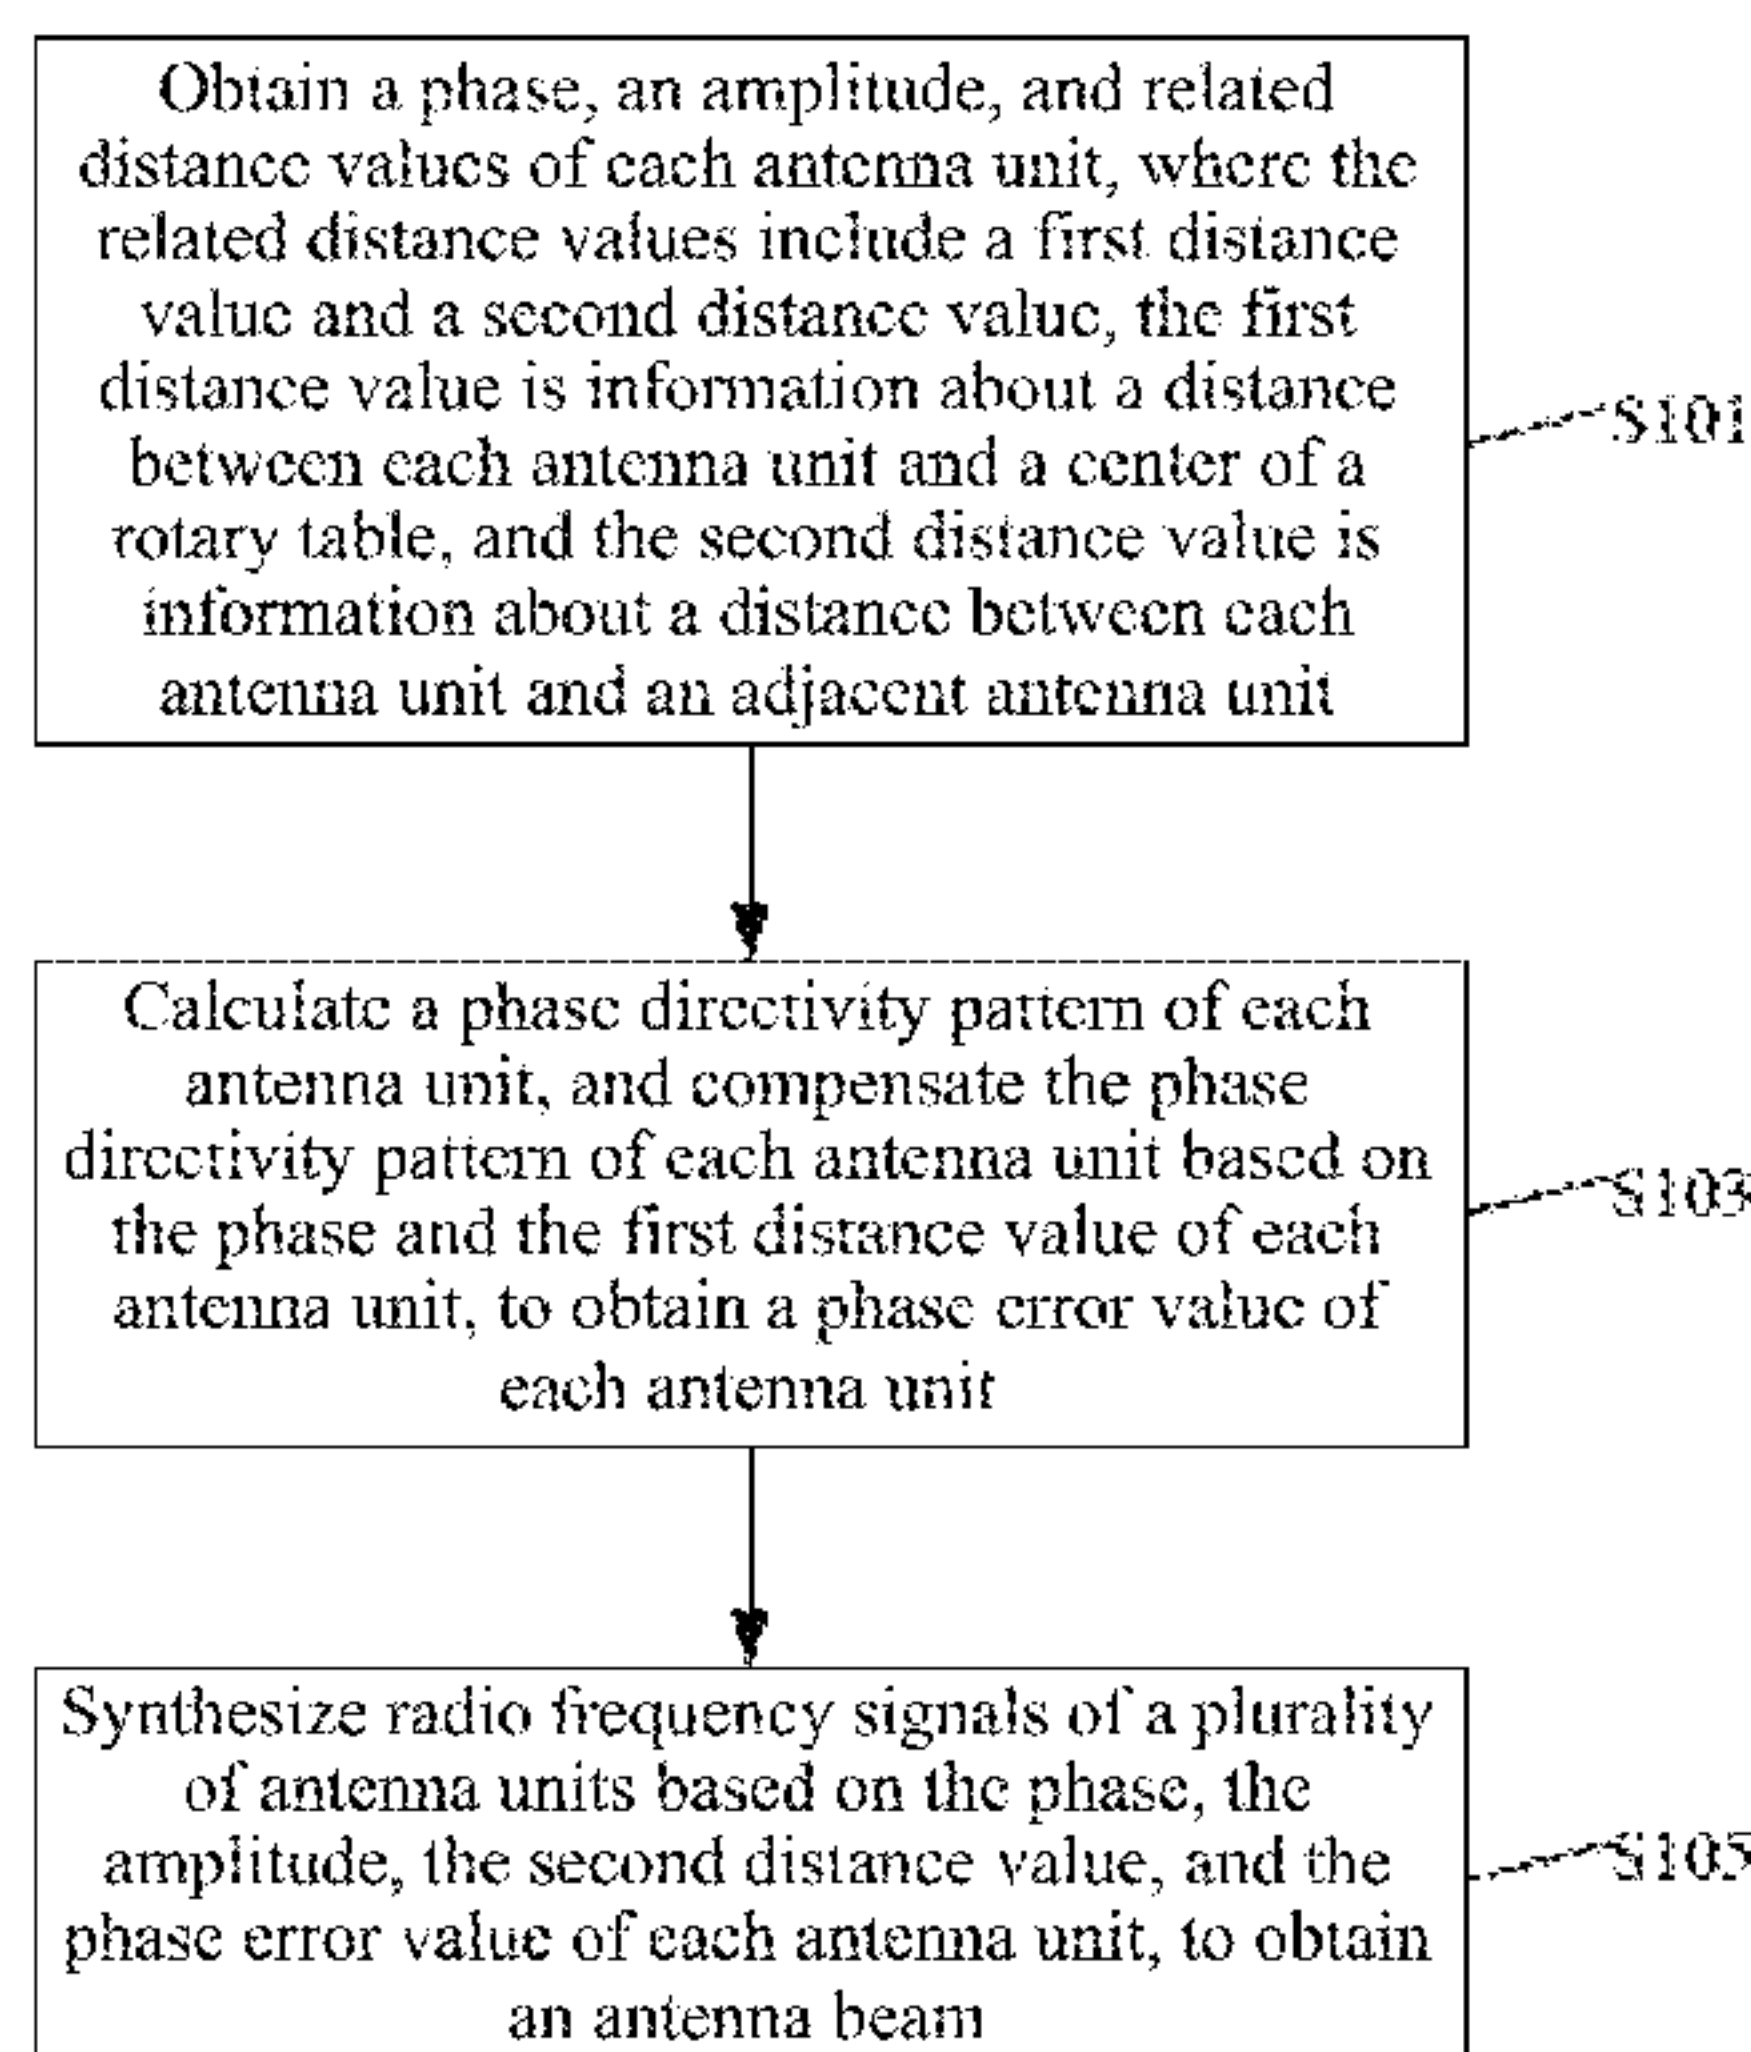 Obtain a phase, an amplitude, and related
distance values of each antenna unit, where the
related distance values include a first distance
value and a second distance value, the first
distance value is information about a distance
between each antenna unit and a center of a
rotary table, and the second distance value is
information about a distance between each
antenna unit and an adjacent antenna unit
S101
Calculate a phase directivity pattern of each
antenna unit, and compensate the phase
directivity pattern of each antenna unit based on
the phase and the first distance value of each
antenna unit, to obtain a phase error value of
each antenna unit
S103
Synthesize radio frequency signals of a plurality
of antenna units based on the phase, the
amplitude, the second distance value, and the
phase error value of each antenna unit, to obtain
an antenna beam
S105